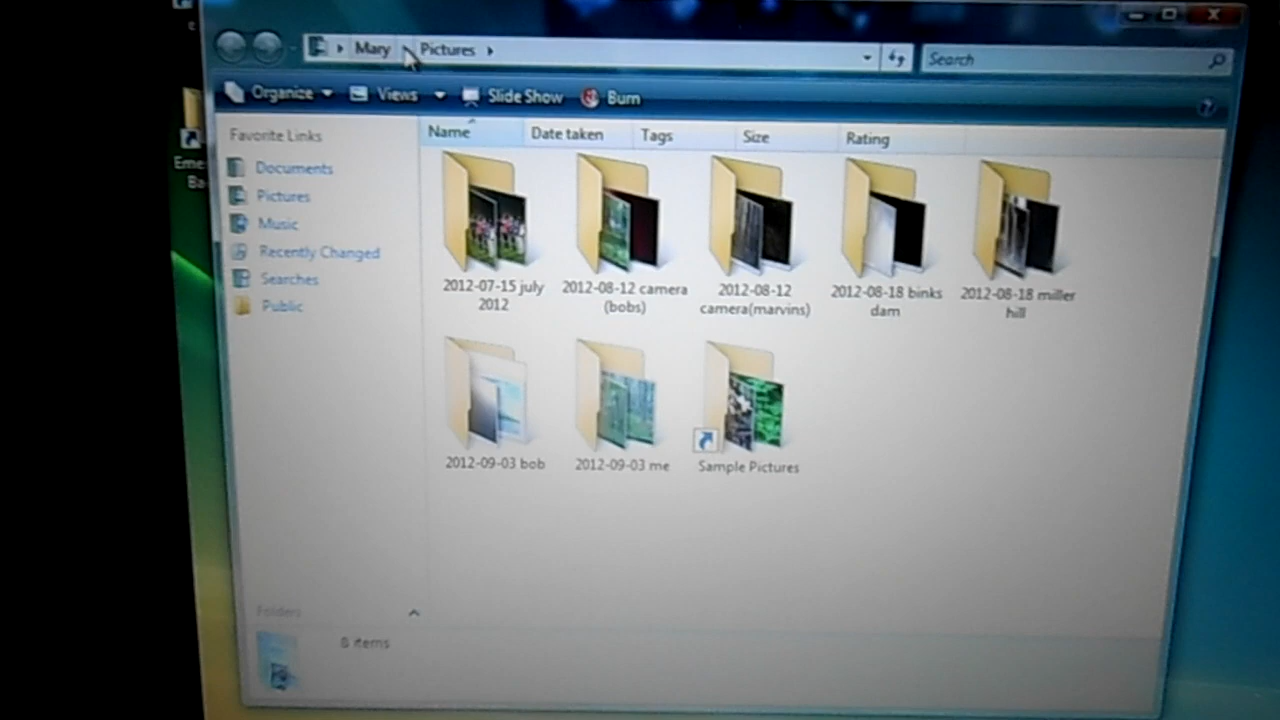 Mary Pictures
Search
Organize Views Slide Show Burn
Favorite Links
Documents
Pictures
Music
Recently Changed
Searches
Public
Folders
Name Date taken Tags Size Rating
2012-07-15 july
2012
2012-08-12 camera
(bobs)
2012-08-12
camera(marvins)
2012-08-18 binks
dam
2012-08-18 miller
hill
2012-09-03 bob
2012-09-03 me
Sample Pictures
8 items